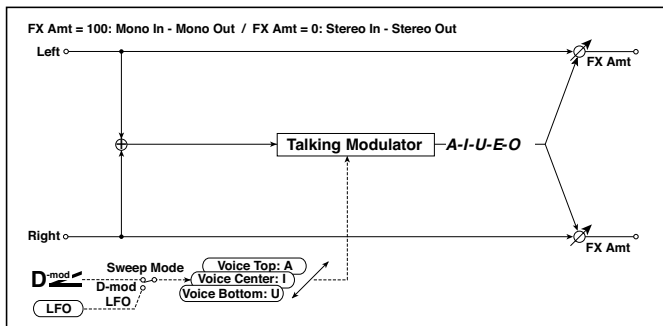 FX Amt = 100: Mono In - Mono Out / FX Amt = 0: Stereo In - Stereo Out
Left
FX Amt
Talking Modulator
A-I-U-E-O
Right
FX Amt
D-mod
Sweep Mode
D-mod
LFO
LFO
Voice Top: A
Voice Center: I
Voice Bottom: U